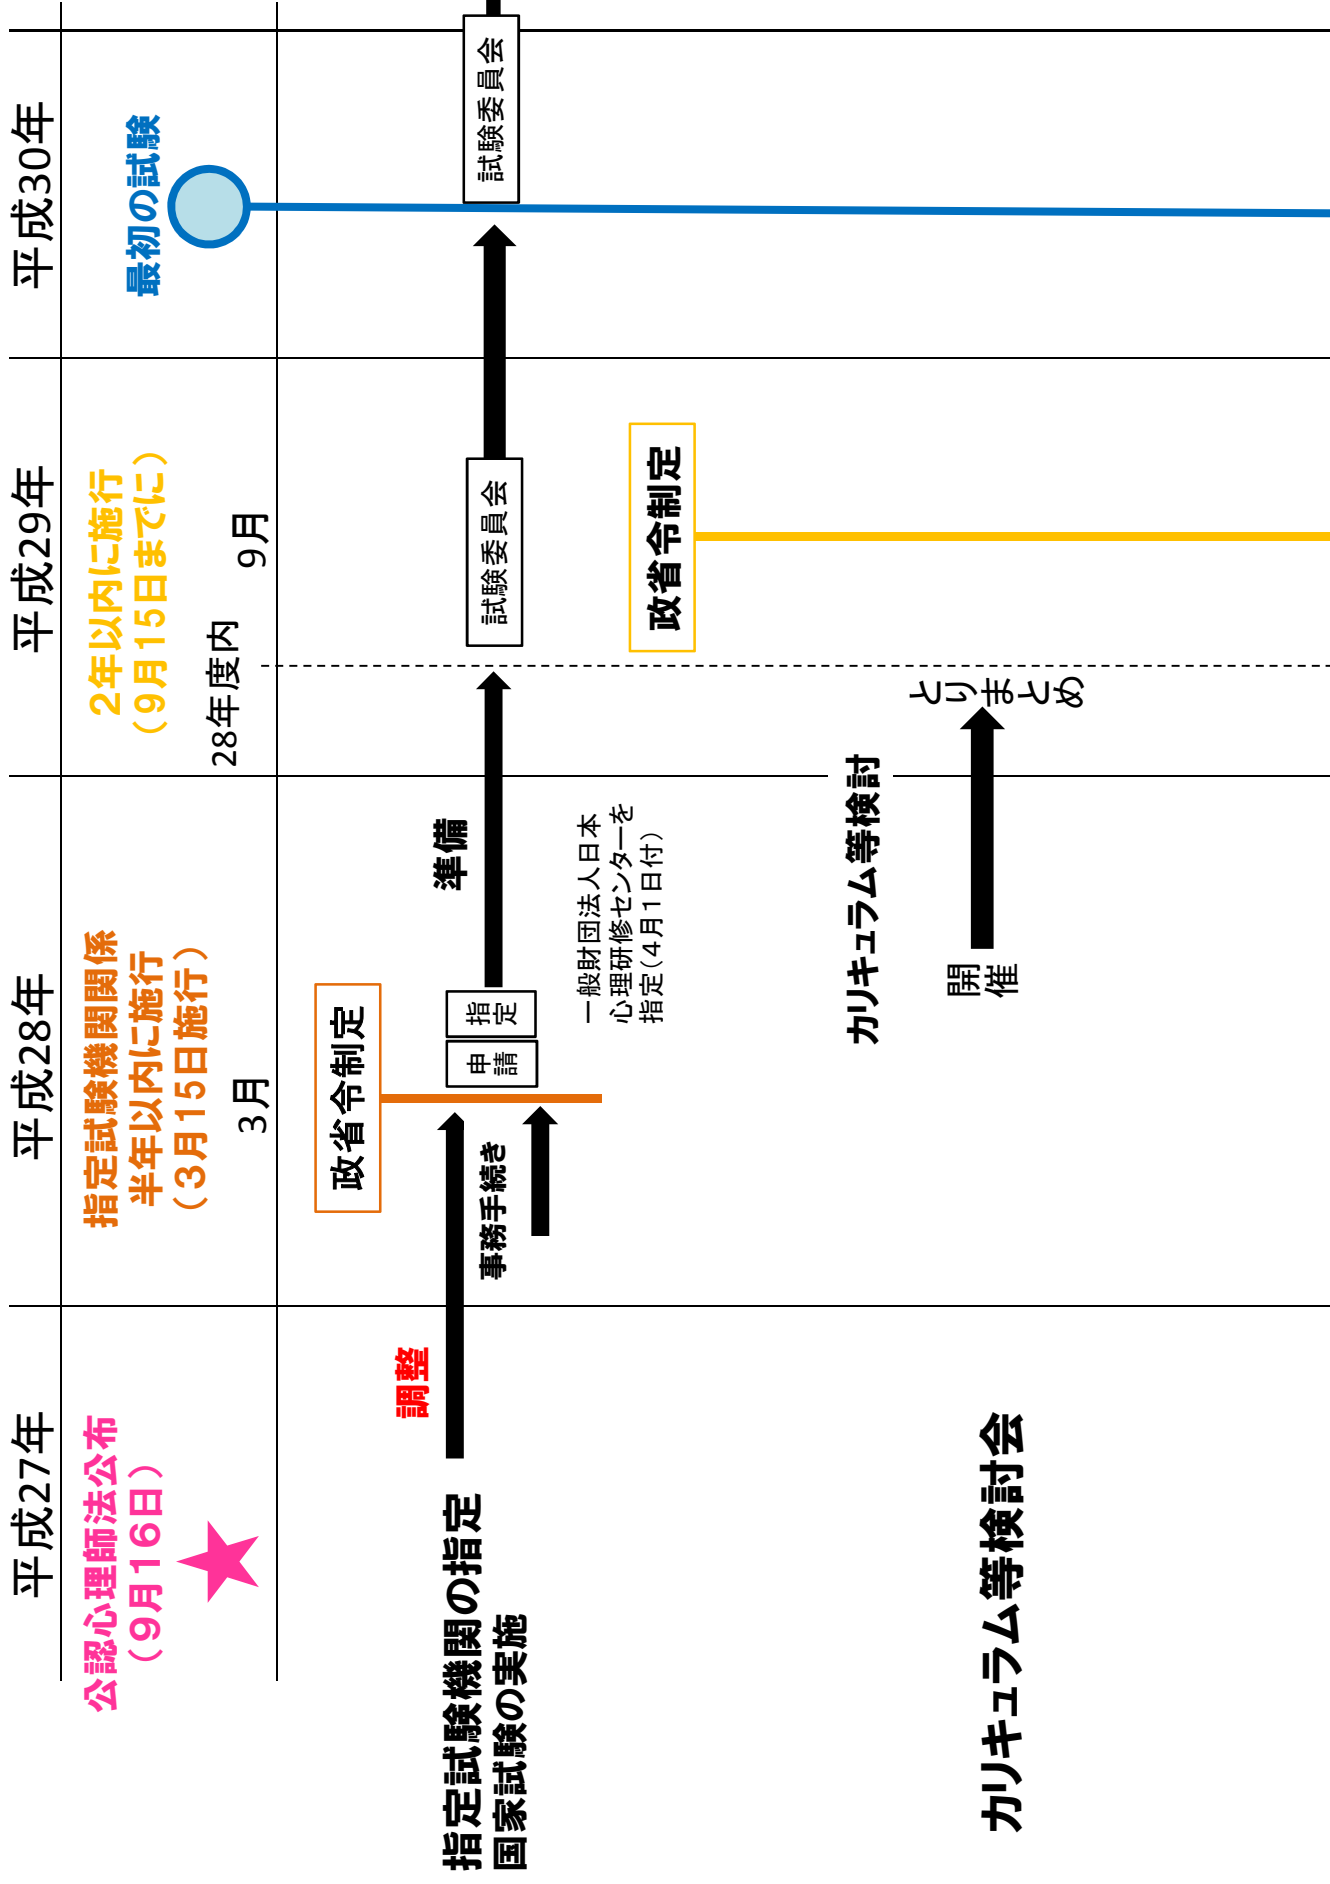 平成27年
平成28年
平成29年
平成30年
公認心理師法公布
（9月16日）
指定試験機関関係
半年以内に施行
（3月15日施行）
3月
2年以内に施行
（9月15日までに）
28年度内
9月
最初の試験
指定試験機関の指定
国家試験の実施
調整
政省令制定
事務手続き
申請
指定
準備
一般財団法人日本
心理研修センターを
指定（4月1日付）
試験委員会
試験委員会
政省令制定
カリキュラム等検討会
カリキュラム等検討
開催
とりまとめ